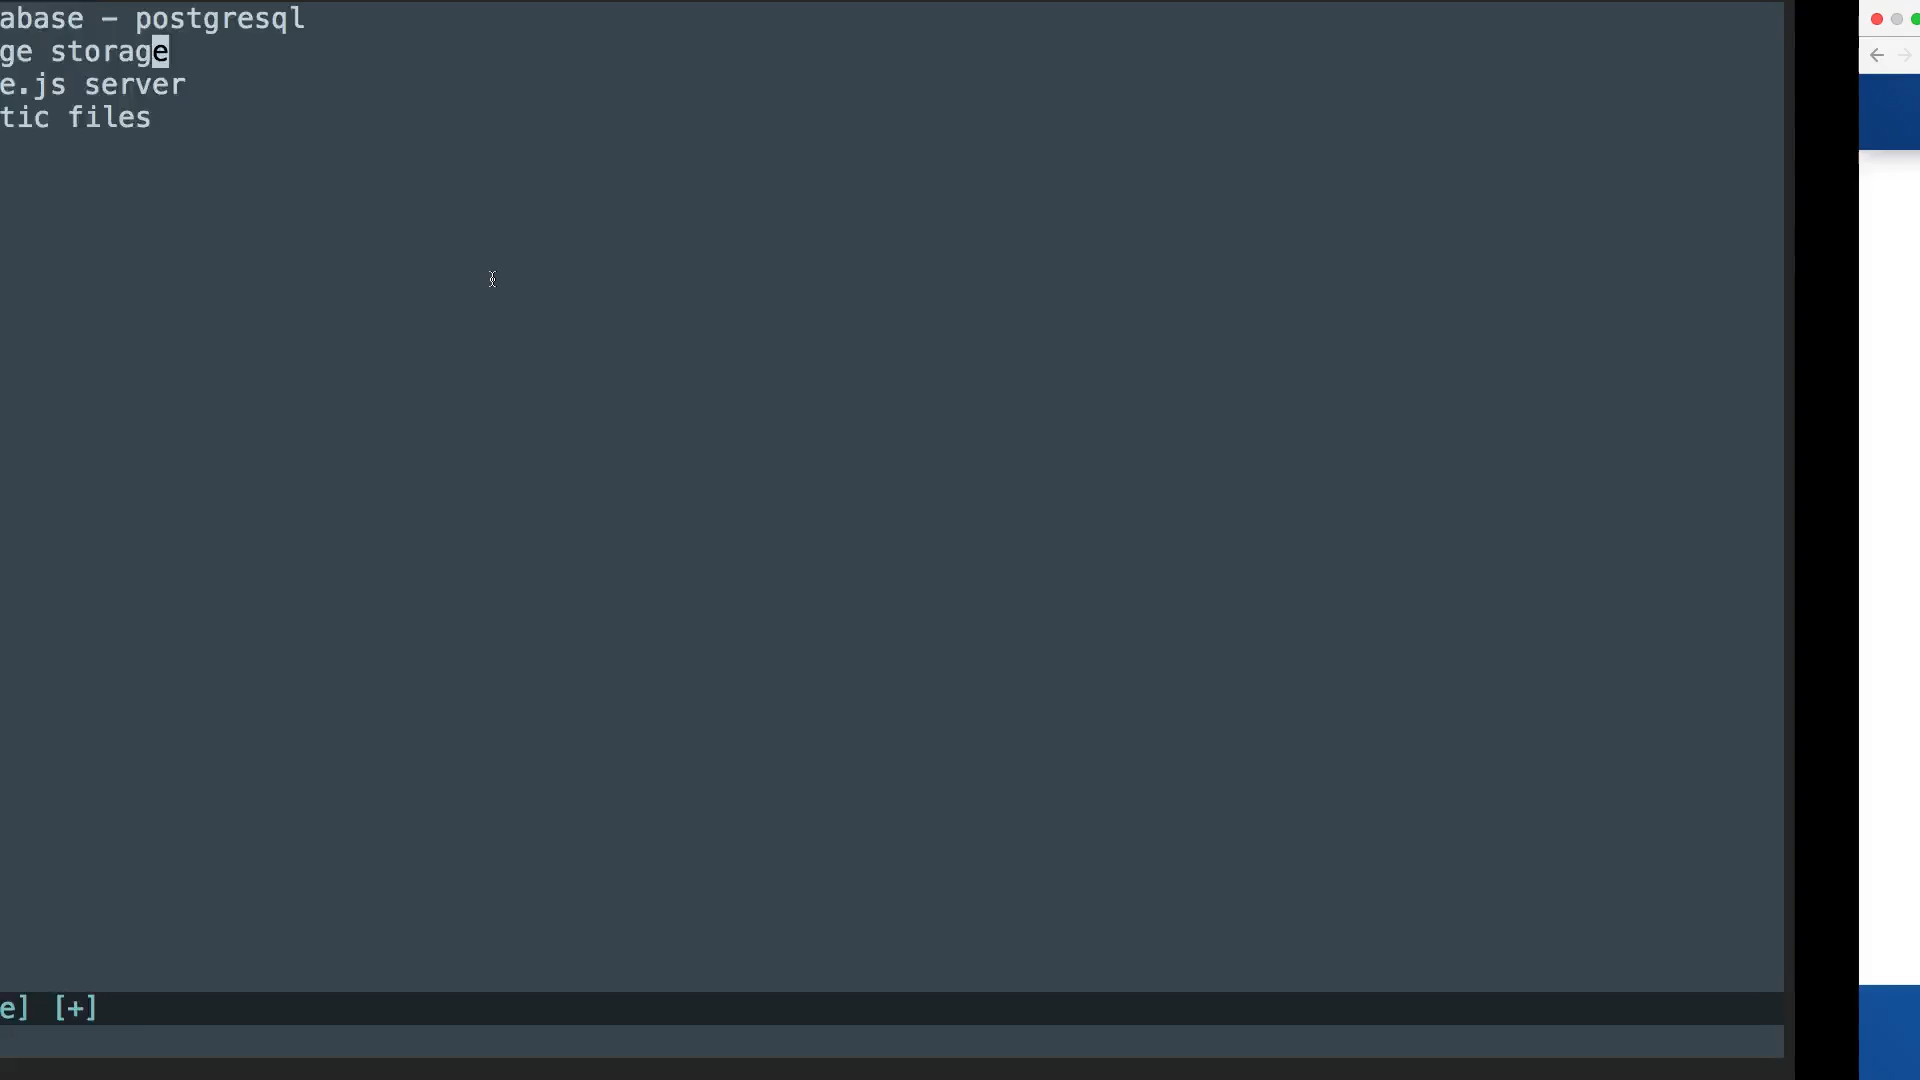 abase – postgresql
ge storage
e.js server
tic files
e] [+]